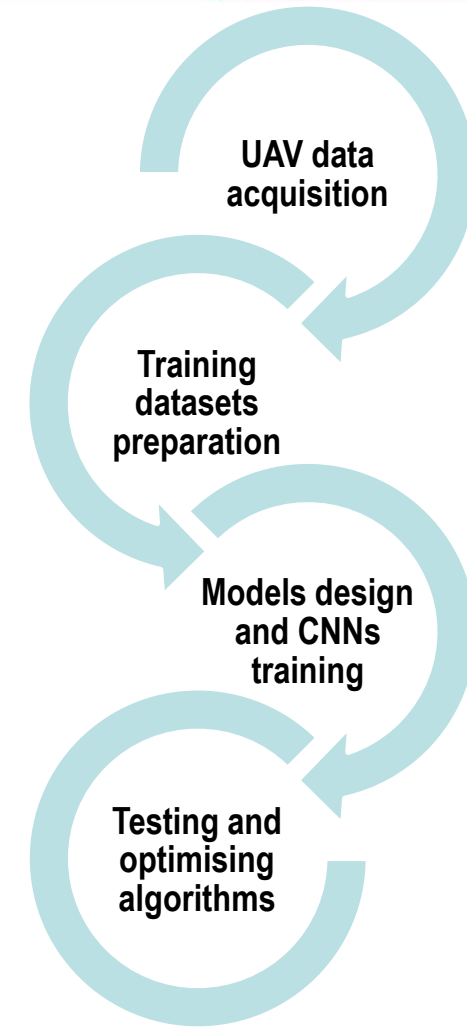 UAV data
acquisition
Training
datasets
preparation
Models design
and CNNs
training
Testing and
optimising
algorithms